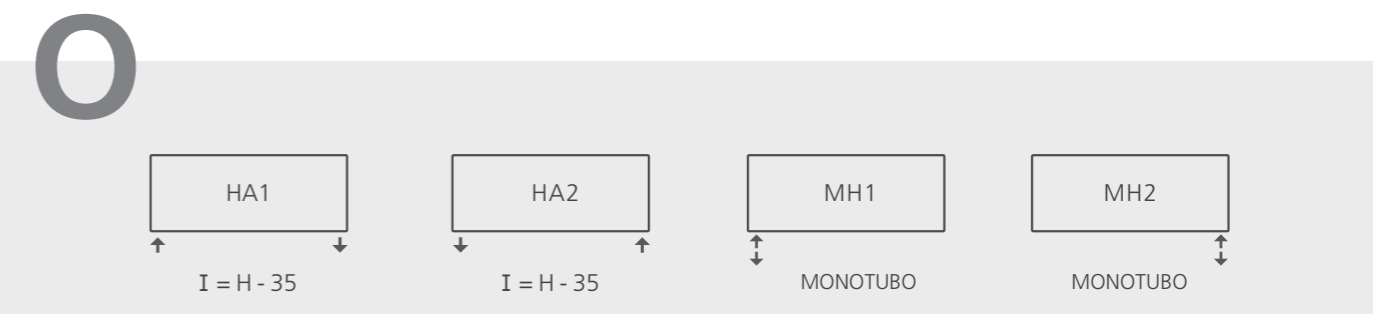 O
HA1 HA2 MH1 MH2
I = H - 35 I = H - 35 MONOTUBO MONOTUBO